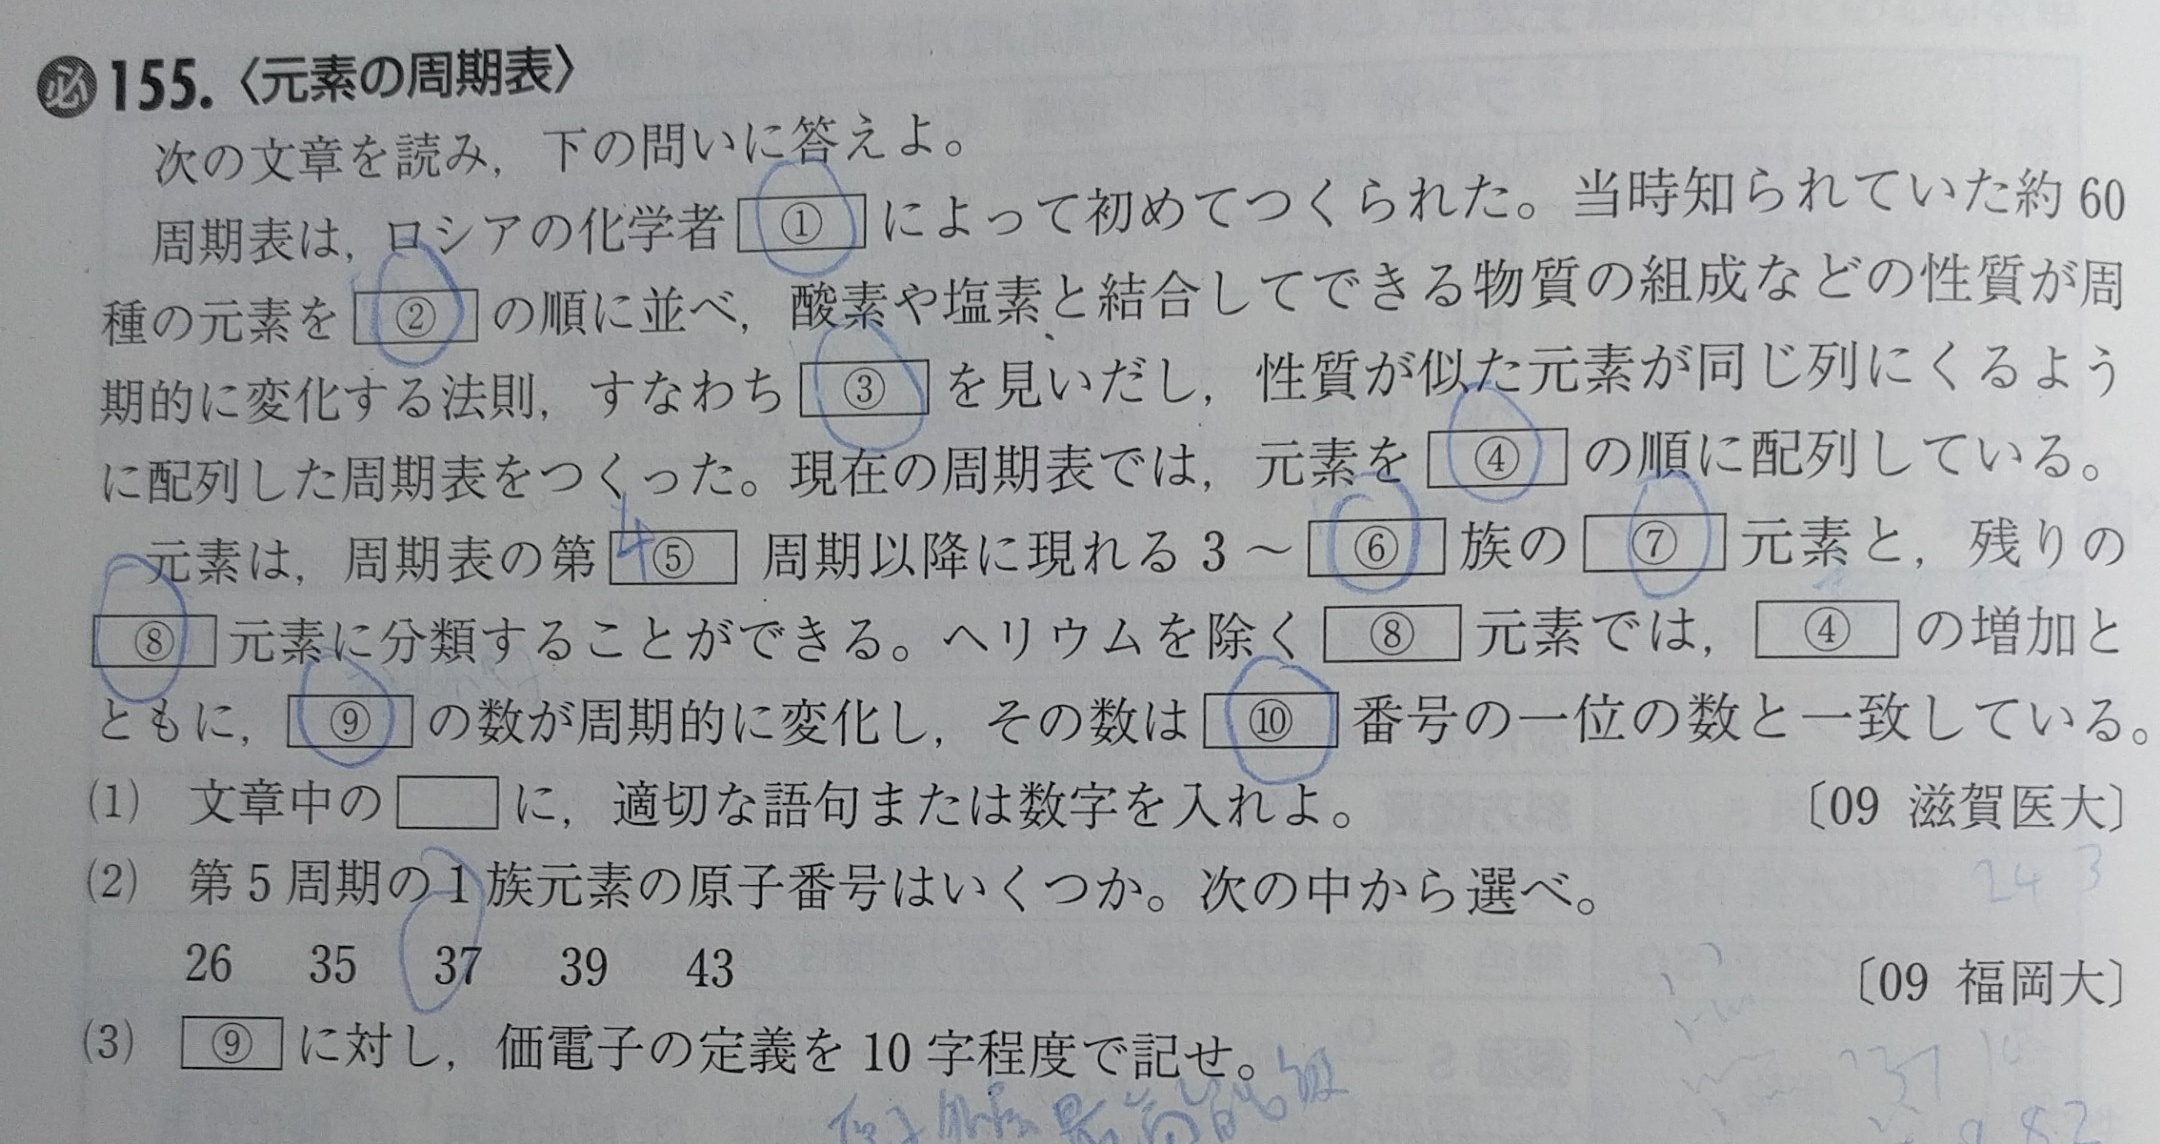 必155.〈元素の周期表〉
次の文章を読み，下の問いに答えよ。
周期表は，ロシアの化学者 ① によって初めてつくられた。当時知られていた約60
種の元素を ② の順に並べ，酸素や塩素と結合してできる物質の組成などの性質が周
期的に変化する法則，すなわち ③ を見いだし，性質が似た元素が同じ列にくるよう
に配列した周期表をつくった。現在の周期表では，元素を ④ の順に配列している。
元素は，周期表の第 4 ⑤ 周期以降に現れる3～ ⑥ 族の ⑦ 元素と，残りの
⑧ 元素に分類することができる。ヘリウムを除く ⑧ 元素では， ④ の増加と
ともに， ⑨ の数が周期的に変化し，その数は ⑩ 番号の一位の数と一致している。
(1) 文章中の に，適切な語句または数字を入れよ。 〔09 滋賀医大〕
(2) 第5周期の1族元素の原子番号はいくつか。次の中から選べ。
24 3
26 35 37 39 43 〔09 福岡大〕
(3) ⑨ に対し，価電子の定義を10字程度で記せ。